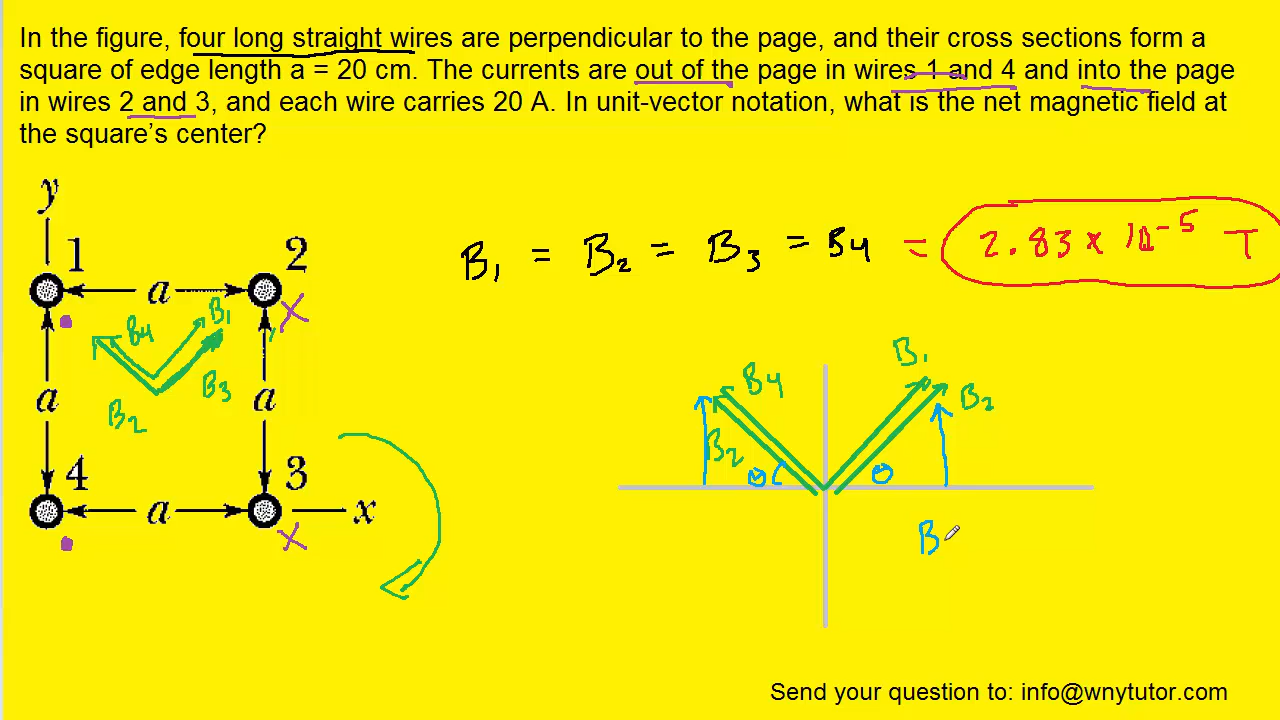 In the figure, four long straight wires are perpendicular to the page, and their cross sections form a
square of edge length a = 20 cm. The currents are out of the page in wires 1 and 4 and into the page
in wires 2 and 3, and each wire carries 20 A. In unit-vector notation, what is the net magnetic field at
the square's center?
y
1 2
a
B4 B1
a B3 a
B2
4 3
a x
B1 = B2 = B3 = B4 = 2.83 x 10-5 T
B1
B4 B2
B2
θ θ
B
Send your question to: info@wnytutor.com